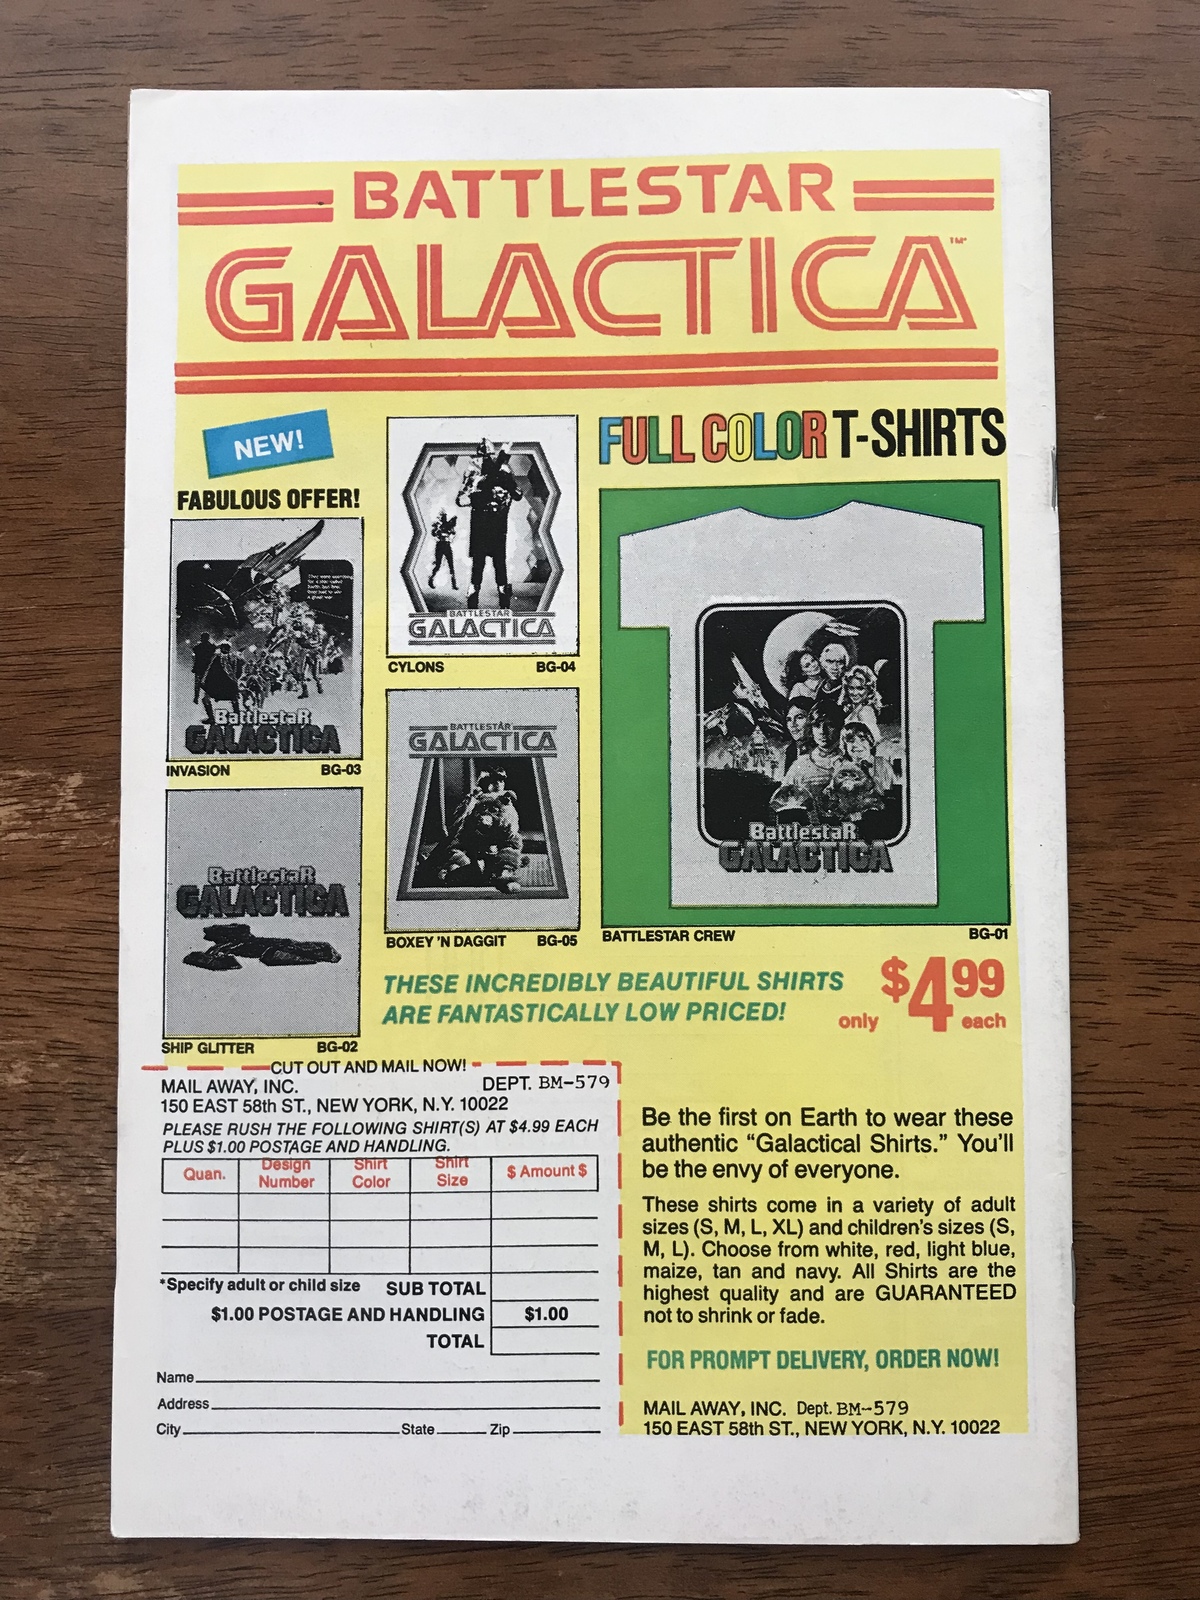 BATTLESTAR
GALACTICA™
NEW!
FABULOUS OFFER!
FULL COLOR T-SHIRTS
Battlestar
GALACTICA
INVASION BG-03
BATTLESTAR
GALACTICA
CYLONS BG-04
Battlestar
GALACTICA
SHIP GLITTER BG-02
BATTLESTAR
GALACTICA
BOXEY 'N DAGGIT BG-05
Battlestar
GALACTICA
BATTLESTAR CREW BG-01
THESE INCREDIBLY BEAUTIFUL SHIRTS
ARE FANTASTICALLY LOW PRICED!
only $4.99 each
CUT OUT AND MAIL NOW!
MAIL AWAY, INC. DEPT. BM-579
150 EAST 58th ST., NEW YORK, N.Y. 10022
PLEASE RUSH THE FOLLOWING SHIRT(S) AT $4.99 EACH
PLUS $1.00 POSTAGE AND HANDLING.
Quan. Design Number Shirt Color Shirt Size $ Amount $
*Specify adult or child size SUB TOTAL
$1.00 POSTAGE AND HANDLING $1.00
TOTAL
Name
Address
City State Zip
Be the first on Earth to wear these
authentic "Galactical Shirts." You'll
be the envy of everyone.
These shirts come in a variety of adult
sizes (S, M, L, XL) and children's sizes (S,
M, L). Choose from white, red, light blue,
maize, tan and navy. All Shirts are the
highest quality and are GUARANTEED
not to shrink or fade.
FOR PROMPT DELIVERY, ORDER NOW!
MAIL AWAY, INC. Dept. BM-579
150 EAST 58th ST., NEW YORK, N.Y. 10022